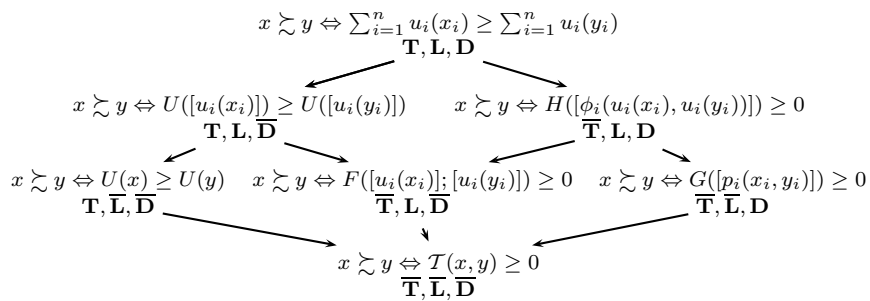 x ≿ y ⇔ ∑ⁿᵢ₌₁ uᵢ(xᵢ) ≥ ∑ⁿᵢ₌₁ uᵢ(yᵢ)
T, L, D
x ≿ y ⇔ U([uᵢ(xᵢ)]) ≥ U([uᵢ(yᵢ)]) x ≿ y ⇔ H([ϕᵢ(uᵢ(xᵢ), uᵢ(yᵢ))]) ≥ 0
T, L, D̅ T̅, L, D
x ≿ y ⇔ U(x) ≥ U(y) x ≿ y ⇔ F([uᵢ(xᵢ)]; [uᵢ(yᵢ)]) ≥ 0 x ≿ y ⇔ G([pᵢ(xᵢ, yᵢ)]) ≥ 0
T, L̅, D̅ T̅, L, D̅ T̅, L̅, D
x ≿ y ⇔ 𝒯(x, y) ≥ 0
T̅, L̅, D̅